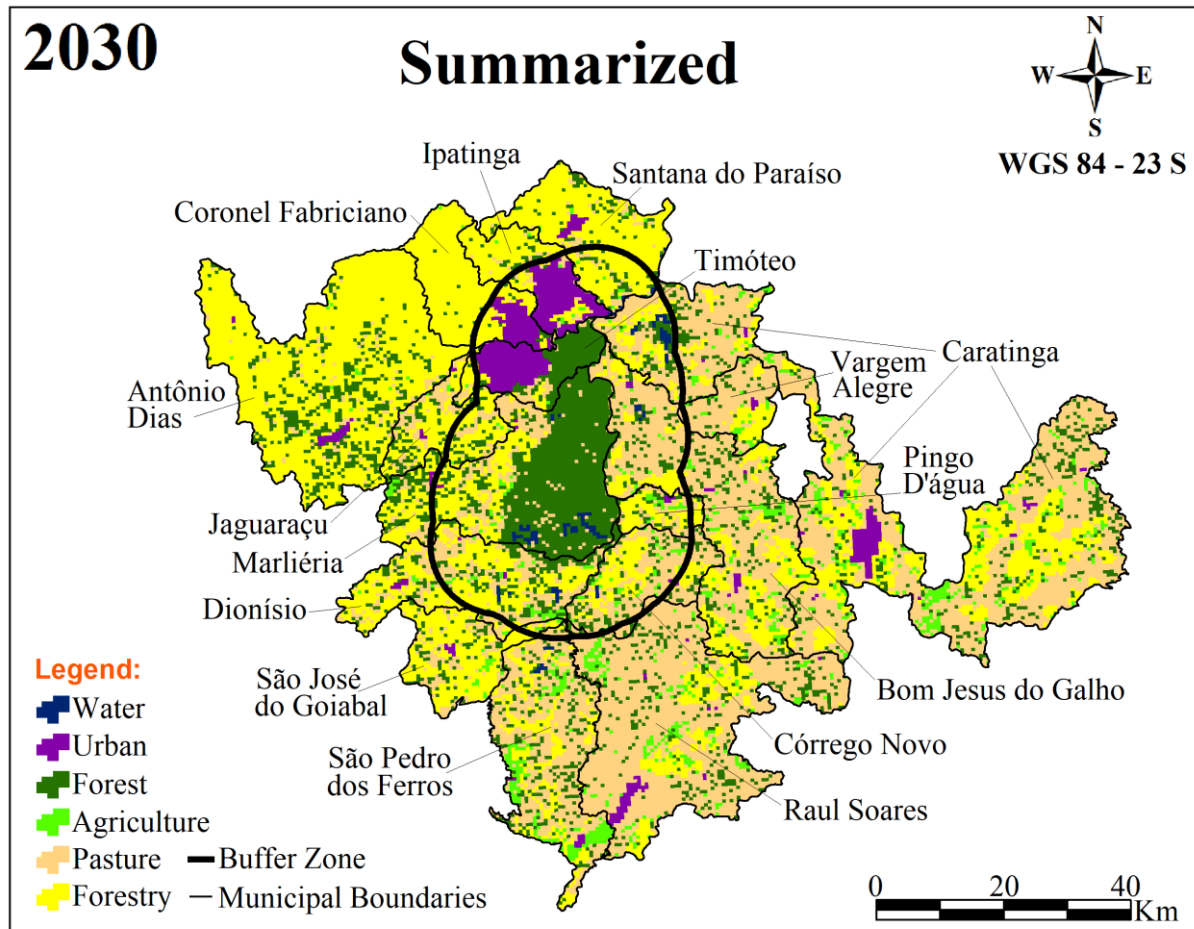 2030
Summarized
N
W E
S
WGS 84 - 23 S
Ipatinga
Santana do Paraíso
Coronel Fabriciano
Timóteo
Caratinga
Vargem
Alegre
Antônio
Dias
Pingo
D'água
Jaguaraçu
Marliéria
Dionísio
São José
do Goiabal
Bom Jesus do Galho
São Pedro
dos Ferros
Córrego Novo
Raul Soares
Legend:
Water
Urban
Forest
Agriculture
Pasture
Forestry
Buffer Zone
Municipal Boundaries
0 20 40
Km